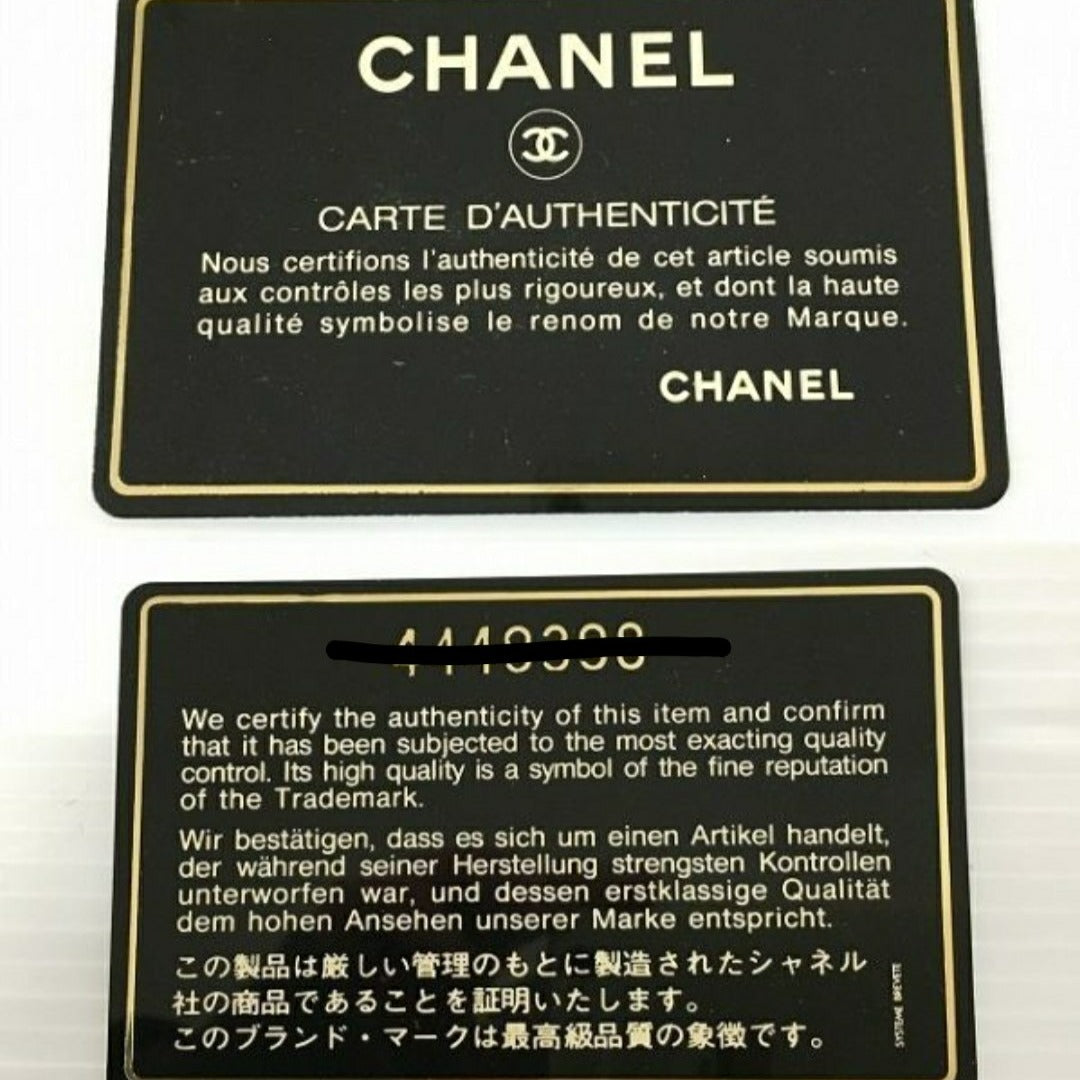 CHANEL
CARTE D'AUTHENTICITÉ
Nous certifions l'authenticité de cet article soumis
aux contrôles les plus rigoureux, et dont la haute
qualité symbolise le renom de notre Marque.
CHANEL
We certify the authenticity of this item and confirm
that it has been subjected to the most exacting quality
control. Its high quality is a symbol of the fine reputation
of the Trademark.
Wir bestätigen, dass es sich um einen Artikel handelt,
der während seiner Herstellung strengsten Kontrollen
unterworfen war, und dessen erstklassige Qualität
dem hohen Ansehen unserer Marke entspricht.
この製品は厳しい管理のもとに製造されたシャネル
社の商品であることを証明いたします。
このブランド・マークは最高級品質の象徴です。
SYSTEME BREVETE